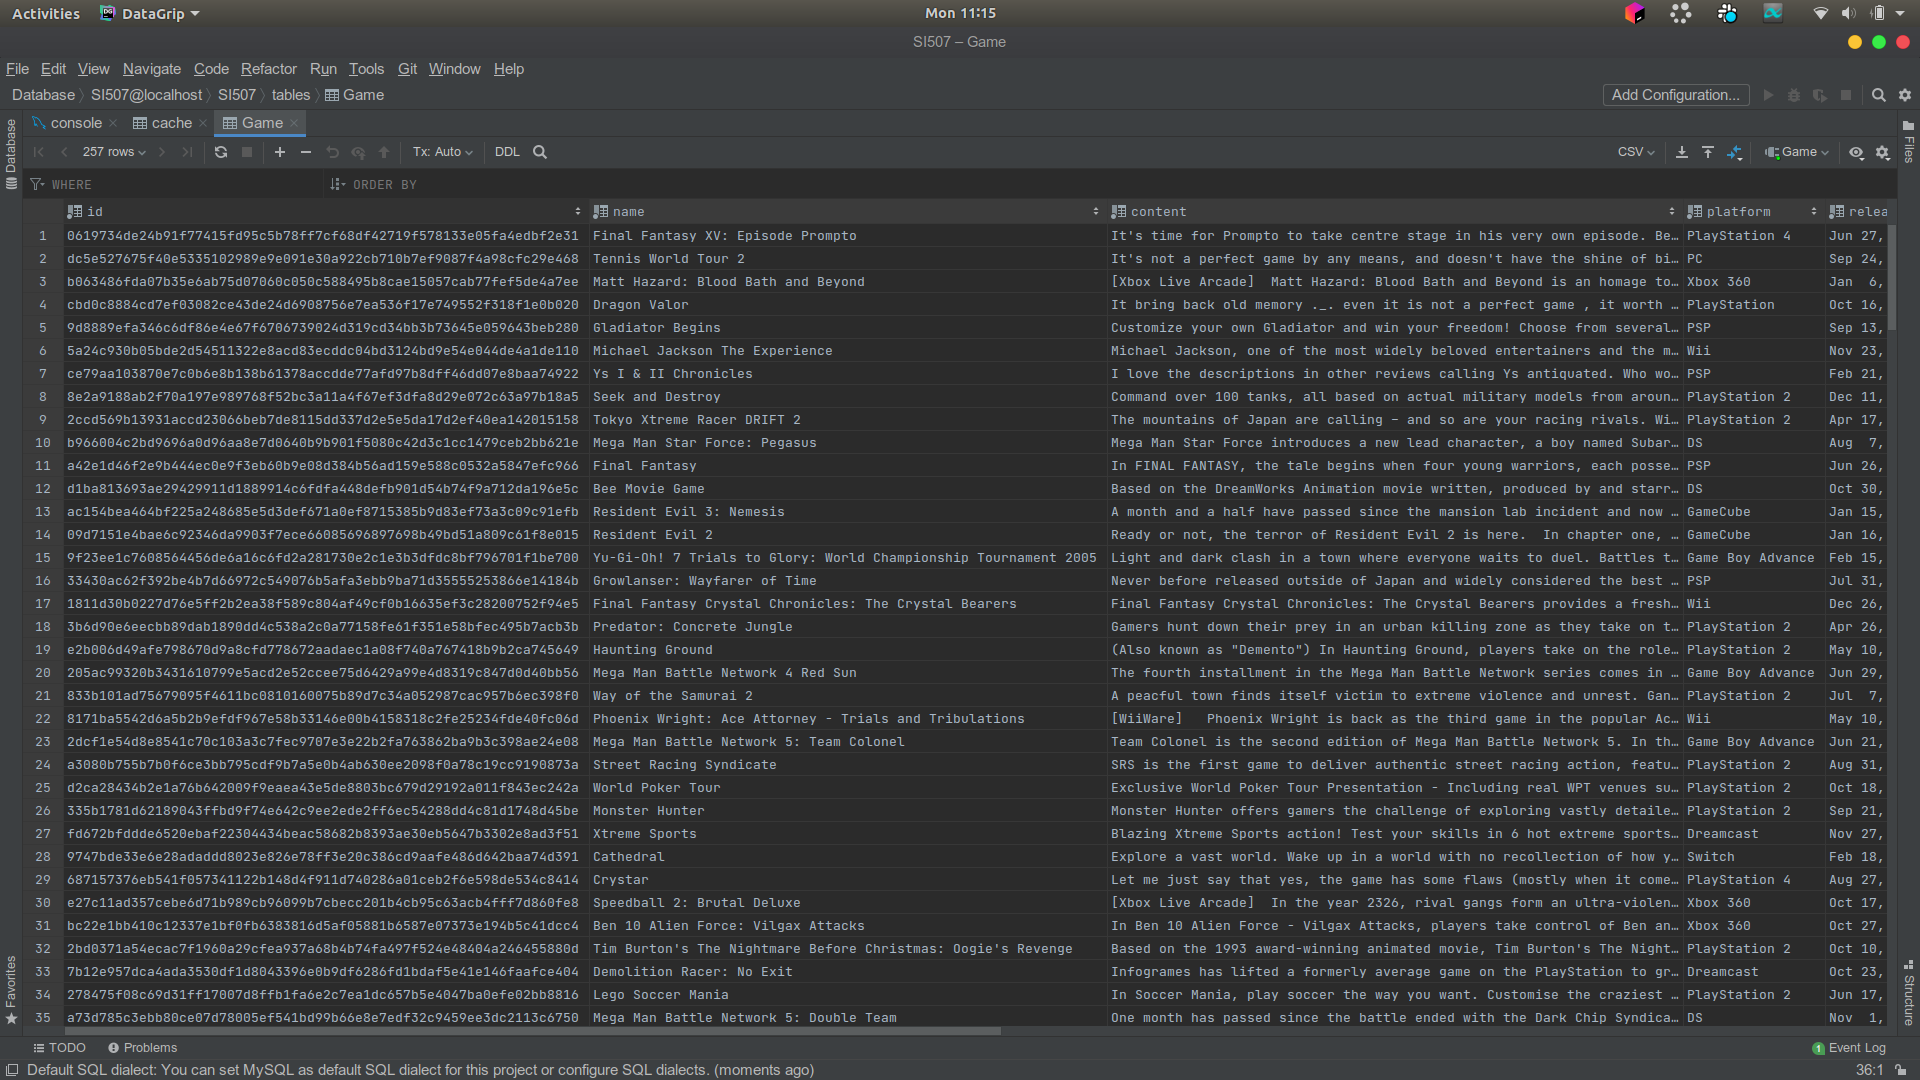 Activities DataGrip Mon 11:15
SI507 – Game
File Edit View Navigate Code Refactor Run Tools Git Window Help
Database SI507@localhost SI507 tables Game Add Configuration...
Database console cache Game Files
257 rows Tx: Auto DDL CSV Game
WHERE ORDER BY
id name content platform relea
1 0619734de24b91f77415fd95c5b78ff7cf68df42719f578133e05fa4edbf2e31 Final Fantasy XV: Episode Prompto It's time for Prompto to take centre stage in his very own episode. Be… PlayStation 4 Jun 27,
2 dc5e527675f40e5335102989e9e091e30a922cb710b7ef9087f4a98cfc29e468 Tennis World Tour 2 It's not a perfect game by any means, and doesn't have the shine of bi… PC Sep 24,
3 b063486fda07b35e6ab75d07060c050c588495b8cae15057cab77fef5de4a7ee Matt Hazard: Blood Bath and Beyond [Xbox Live Arcade] Matt Hazard: Blood Bath and Beyond is an homage to… Xbox 360 Jan 6,
4 cbd0c8884cd7ef03082ce43de24d6908756e7ea536f17e749552f318f1e0b020 Dragon Valor It bring back old memory ._. even it is not a perfect game , it worth … PlayStation Oct 16,
5 9d8889efa346c6df86e4e67f6706739024d319cd34bb3b73645e059643beb280 Gladiator Begins Customize your own Gladiator and win your freedom! Choose from several… PSP Sep 13,
6 5a24c930b05bde2d54511322e8acd83ecddc04bd3124bd9e54e044de4a1de110 Michael Jackson The Experience Michael Jackson, one of the most widely beloved entertainers and the m… Wii Nov 23,
7 ce79aa103870e7c0b6e8b138b61378accdde77afd97b8dff46dd07e8baa74922 Ys I & II Chronicles I love the descriptions in other reviews calling Ys antiquated. Who wo… PSP Feb 21,
8 8e2a9188ab2f70a197e989768f52bc3a11a4f67ef3dfa8d29e072c63a97b18a5 Seek and Destroy Command over 100 tanks, all based on actual military models from aroun… PlayStation 2 Dec 11,
9 2ccd569b13931accd23066beb7de8115dd337d2e5e5da17d2ef40ea142015158 Tokyo Xtreme Racer DRIFT 2 The mountains of Japan are calling – and so are your racing rivals. Wi… PlayStation 2 Apr 17,
10 b966004c2bd9696a0d96aa8e7d0640b9b901f5080c42d3c1cc1479ceb2bb621e Mega Man Star Force: Pegasus Mega Man Star Force introduces a new lead character, a boy named Subar… DS Aug 7,
11 a42e1d46f2e9b444ec0e9f3eb60b9e08d384b56ad159e588c0532a5847efc966 Final Fantasy In FINAL FANTASY, the tale begins when four young warriors, each posse… PSP Jun 26,
12 d1ba813693ae29429911d1889914c6fdfa448defb901d54b74f9a712da196e5c Bee Movie Game Based on the DreamWorks Animation movie written, produced by and starr… DS Oct 30,
13 ac154bea464bf225a248685e5d3def671a0ef8715385b9d83ef73a3c09c91efb Resident Evil 3: Nemesis A month and a half have passed since the mansion lab incident and now … GameCube Jan 15,
14 09d7151e4bae6c92346da9903f7ece66085696897698b49bd51a809c61f8e015 Resident Evil 2 Ready or not, the terror of Resident Evil 2 is here. In chapter one, … GameCube Jan 16,
15 9f23ee1c7608564456de6a16c6fd2a281730e2c1e3b3dfdc8bf796701f1be700 Yu-Gi-Oh! 7 Trials to Glory: World Championship Tournament 2005 Light and dark clash in a town where everyone waits to duel. Battles t… Game Boy Advance Feb 15,
16 33430ac62f392be4b7d66972c549076b5afa3ebb9ba71d35555253866e14184b Growlanser: Wayfarer of Time Never before released outside of Japan and widely considered the best … PSP Jul 31,
17 1811d30b0227d76e5ff2b2ea38f589c804af49cf0b16635ef3c28200752f94e5 Final Fantasy Crystal Chronicles: The Crystal Bearers Final Fantasy Crystal Chronicles: The Crystal Bearers provides a fresh… Wii Dec 26,
18 3b6d90e6eecbb89dab1890dd4c538a2c0a77158fe61f351e58bfec495b7acb3b Predator: Concrete Jungle Gamers hunt down their prey in an urban killing zone as they take on t… PlayStation 2 Apr 26,
19 e2b006d49afe798670d9a8cfd778672aadaec1a08f740a767418b9b2ca745649 Haunting Ground (Also known as "Demento") In Haunting Ground, players take on the role… PlayStation 2 May 10,
20 205ac99320b3431610799e5acd2e52ccee75d6429a99e4d8319c847d0d40bb56 Mega Man Battle Network 4 Red Sun The fourth installment in the Mega Man Battle Network series comes in … Game Boy Advance Jun 29,
21 833b101ad75679095f4611bc0810160075b89d7c34a052987cac957b6ec398f0 Way of the Samurai 2 A peacful town finds itself victim to extreme violence and unrest. Gan… PlayStation 2 Jul 7,
22 8171ba5542d6a5b2b9efdf967e58b33146e00b4158318c2fe25234fde40fc06d Phoenix Wright: Ace Attorney - Trials and Tribulations [WiiWare] Phoenix Wright is back as the third game in the popular Ac… Wii May 10,
23 2dcf1e54d8e8541c70c103a3c7fec9707e3e22b2fa763862ba9b3c398ae24e08 Mega Man Battle Network 5: Team Colonel Team Colonel is the second edition of Mega Man Battle Network 5. In th… Game Boy Advance Jun 21,
24 a3080b755b7b0f6ce3bb795cdf9b7a5e0b4ab630ee2098f0a78c19cc9190873a Street Racing Syndicate SRS is the first game to deliver authentic street racing action, featu… PlayStation 2 Aug 31,
25 d2ca28434b2e1a76b642009f9eaea43e5de8803bc679d29192a011f843ec242a World Poker Tour Exclusive World Poker Tour Presentation - Including real WPT venues su… PlayStation 2 Oct 18,
26 335b1781d62189043ffbd9f74e642c9ee2ede2ff6ec54288dd4c81d1748d45be Monster Hunter Monster Hunter offers gamers the challenge of exploring vastly detaile… PlayStation 2 Sep 21,
27 fd672bfddde6520ebaf22304434beac58682b8393ae30eb5647b3302e8ad3f51 Xtreme Sports Blazing Xtreme Sports action! Test your skills in 6 hot extreme sports… Dreamcast Nov 27,
28 9747bde33e6e28adaddd8023e826e78ff3e20c386cd9aafe486d642baa74d391 Cathedral Explore a vast world. Wake up in a world with no recollection of how y… Switch Feb 18,
29 687157376eb541f057341122b148d4f911d740286a01ceb2f6e598de534c8414 Crystar Let me just say that yes, the game has some flaws (mostly when it come… PlayStation 4 Aug 27,
30 e27c11ad357cebe6d71b989cb96099b7cbecc201b4cb95c63acb4fff7d860fe8 Speedball 2: Brutal Deluxe [Xbox Live Arcade] In the year 2326, rival gangs form an ultra-violen… Xbox 360 Oct 17,
31 bc22e1bb410c12337e1bf0fb6383816d5af05881b6587e07373e194b5c41dcc4 Ben 10 Alien Force: Vilgax Attacks In Ben 10 Alien Force - Vilgax Attacks, players take control of Ben an… Xbox 360 Oct 27,
32 2bd0371a54ecac7f1960a29cfea937a68b4b74fa497f524e48404a246455880d Tim Burton's The Nightmare Before Christmas: Oogie's Revenge Based on the 1993 award-winning animated movie, Tim Burton's The Night… PlayStation 2 Oct 10,
33 7b12e957dca4ada3530df1d8043396e0b9df6286fd1bdaf5e41e146faafce404 Demolition Racer: No Exit Infogrames has lifted a formerly average game on the PlayStation to gr… Dreamcast Oct 23,
34 278475f08c69d31ff17007d8ffb1fa6e2c7ea1dc657b5e4047ba0efe02bb8816 Lego Soccer Mania In Soccer Mania, play soccer the way you want. Customise the craziest … PlayStation 2 Jun 17,
35 a73d785c3ebb80ce07d78005ef541bd99b66e8e7edf32c9459ee3dc2113c6750 Mega Man Battle Network 5: Double Team One month has passed since the battle ended with the Dark Chip Syndica… DS Nov 1,
Favorites Structure
TODO Problems 1 Event Log
Default SQL dialect: You can set MySQL as default SQL dialect for this project or configure SQL dialects. (moments ago) 36:1